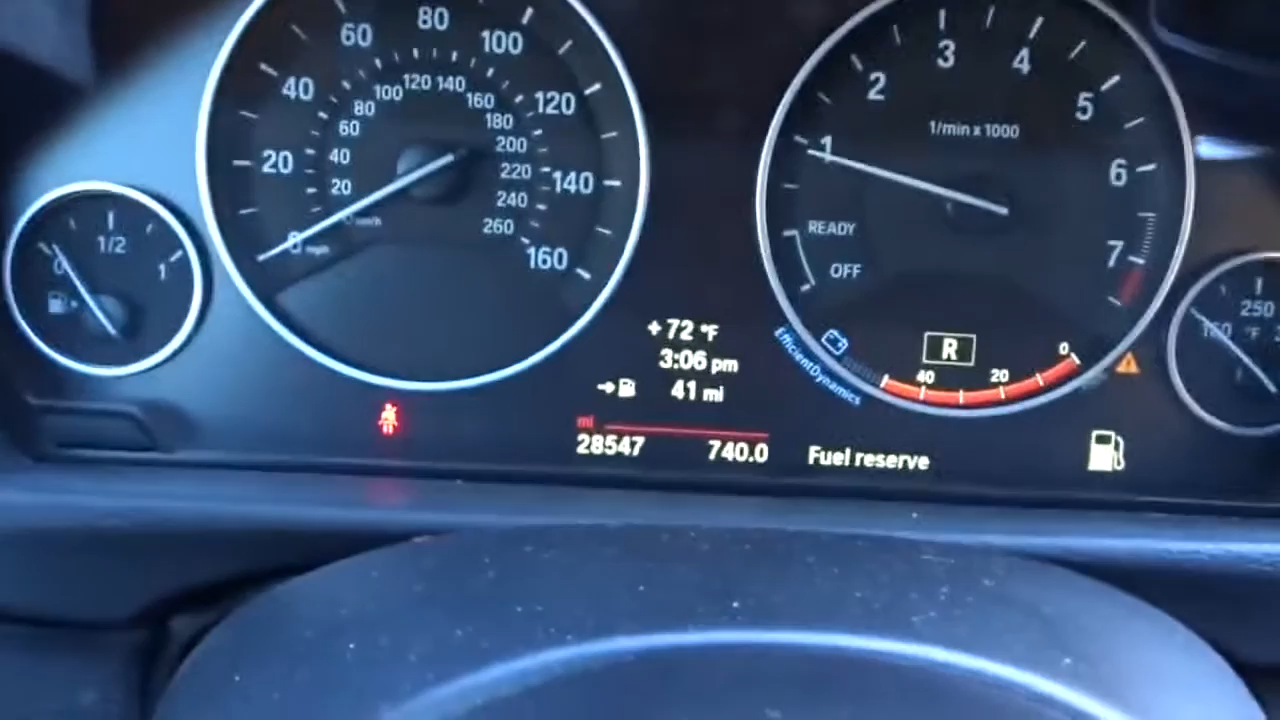 80
60
100
40
120
20
140
0 mph
160
120 140
100
160
80
180
60
200
40
220
20
240
0 km/h
260
1/2
0
1
3
2
4
1
5
6
7
1/min x 1000
READY
OFF
EfficientDynamics
R
40
20
0
+72 °F
3:06 pm
41 mi
mi
28547 740.0
Fuel reserve
250
°F